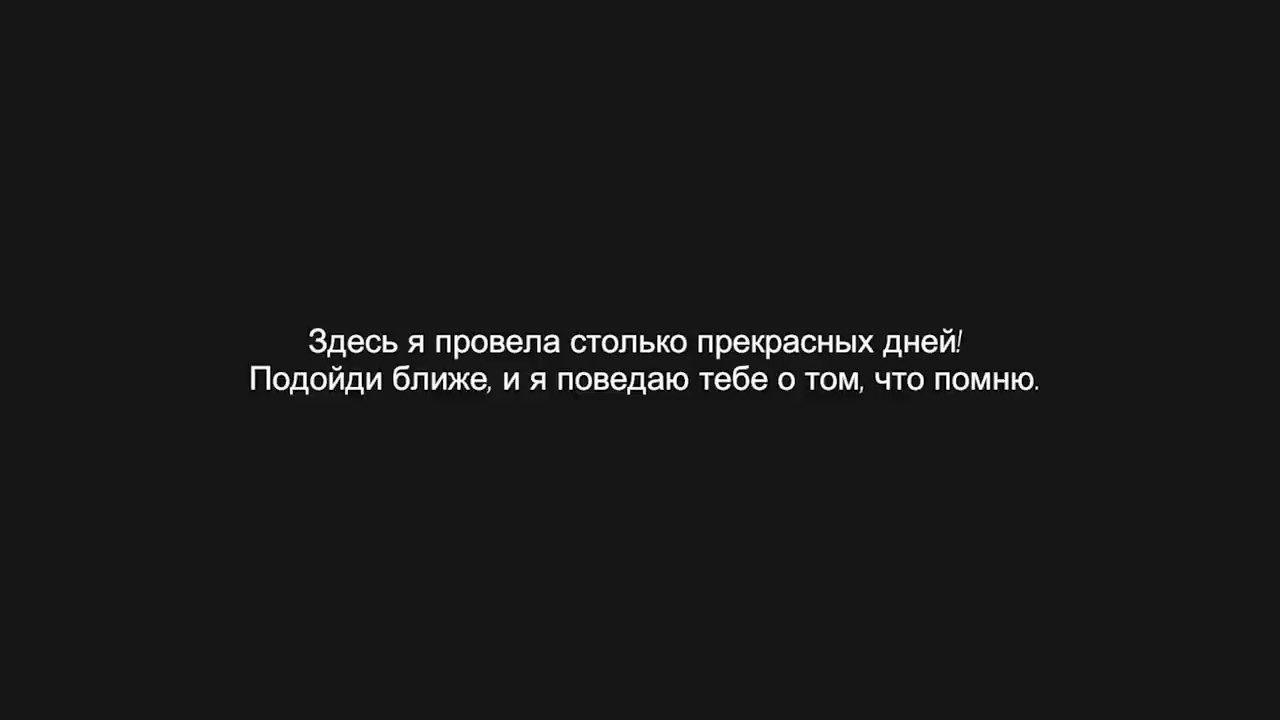 Здесь я провела столько прекрасных дней!
Подойди ближе, и я поведаю тебе о том, что помню.